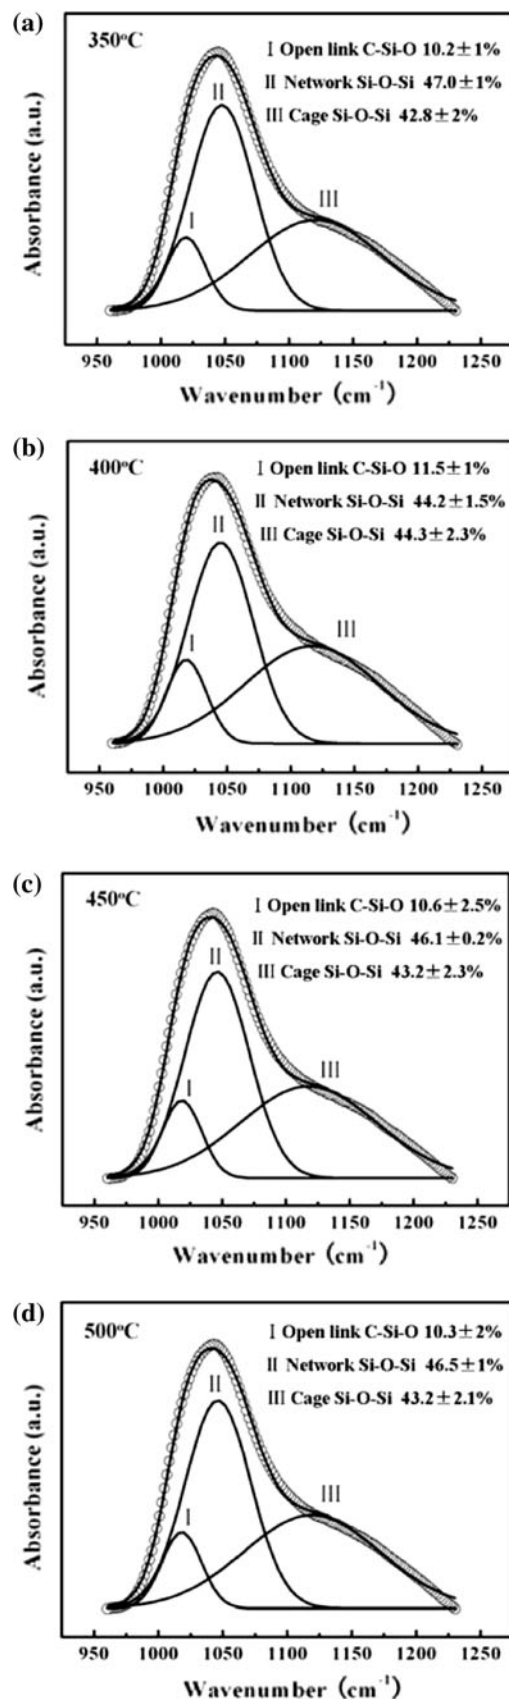 (a)
350°C
Ⅰ Open link C-Si-O 10.2±1%
Ⅱ Network Si-O-Si 47.0±1%
Ⅲ Cage Si-O-Si 42.8±2%
Ⅱ
Ⅰ
Ⅲ
Absorbance (a.u.)
950 1000 1050 1100 1150 1200 1250
Wavenumber (cm⁻¹)
(b)
400°C
Ⅰ Open link C-Si-O 11.5±1%
Ⅱ Network Si-O-Si 44.2±1.5%
Ⅲ Cage Si-O-Si 44.3±2.3%
Ⅱ
Ⅰ
Ⅲ
Absorbance (a.u.)
950 1000 1050 1100 1150 1200 1250
Wavenumber (cm⁻¹)
(c)
450°C
Ⅰ Open link C-Si-O 10.6±2.5%
Ⅱ Network Si-O-Si 46.1±0.2%
Ⅲ Cage Si-O-Si 43.2±2.3%
Ⅱ
Ⅰ
Ⅲ
Absorbance (a.u.)
950 1000 1050 1100 1150 1200 1250
Wavenumber (cm⁻¹)
(d)
500°C
Ⅰ Open link C-Si-O 10.3±2%
Ⅱ Network Si-O-Si 46.5±1%
Ⅲ Cage Si-O-Si 43.2±2.1%
Ⅱ
Ⅰ
Ⅲ
Absorbance (a.u.)
950 1000 1050 1100 1150 1200 1250
Wavenumber (cm⁻¹)